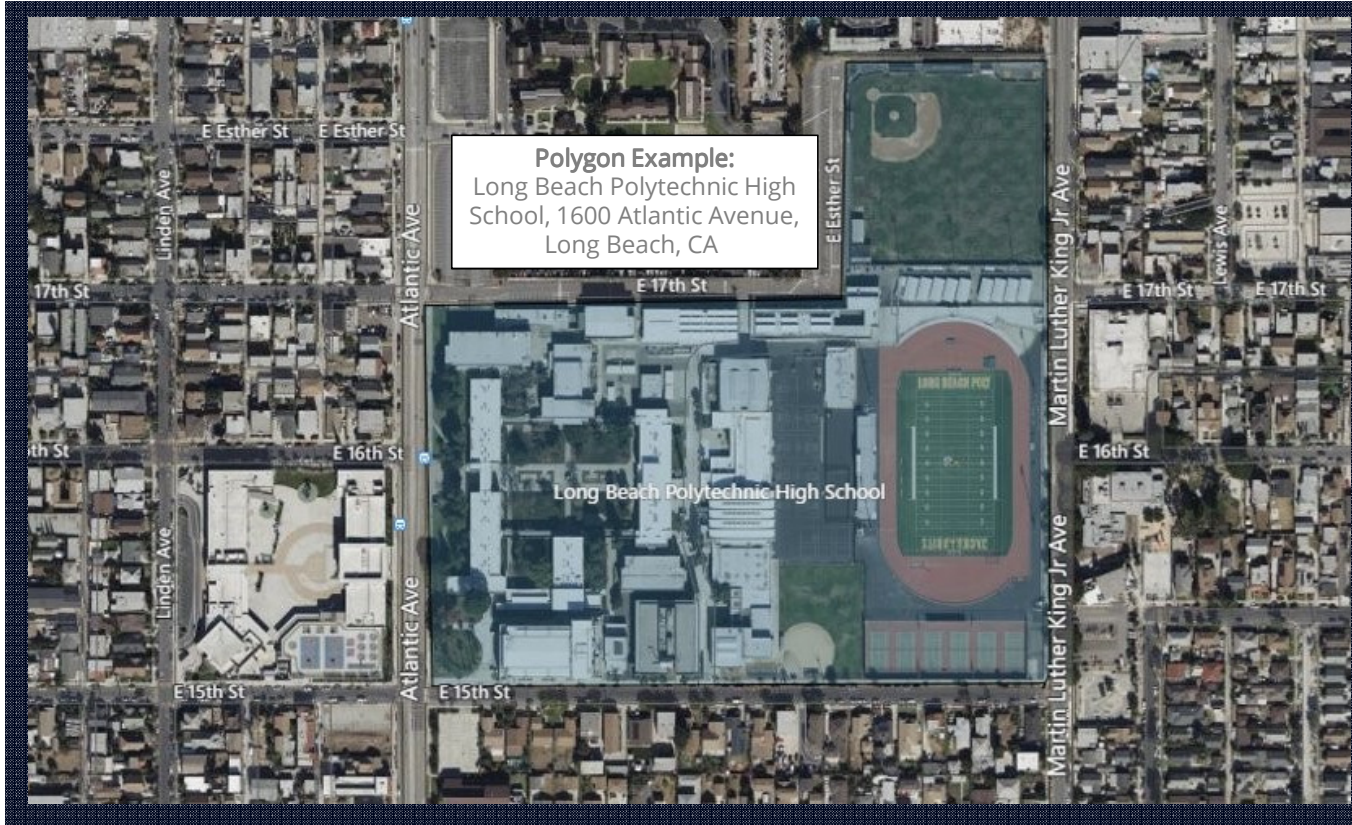 E Esther St
E Esther St
Polygon Example:
Long Beach Polytechnic High
School, 1600 Atlantic Avenue,
Long Beach, CA
Linden Ave
Atlantic Ave
E Esther St
Martin Luther King Jr Ave
Lewis Ave
17th St
E 17th St
E 17th St
E 17th St
LONG BEACH POLY
th St
E 16th St
E 16th St
Long Beach Polytechnic High School
Linden Ave
Atlantic Ave
Martin Luther King Jr Ave
E 15th St
E 15th St